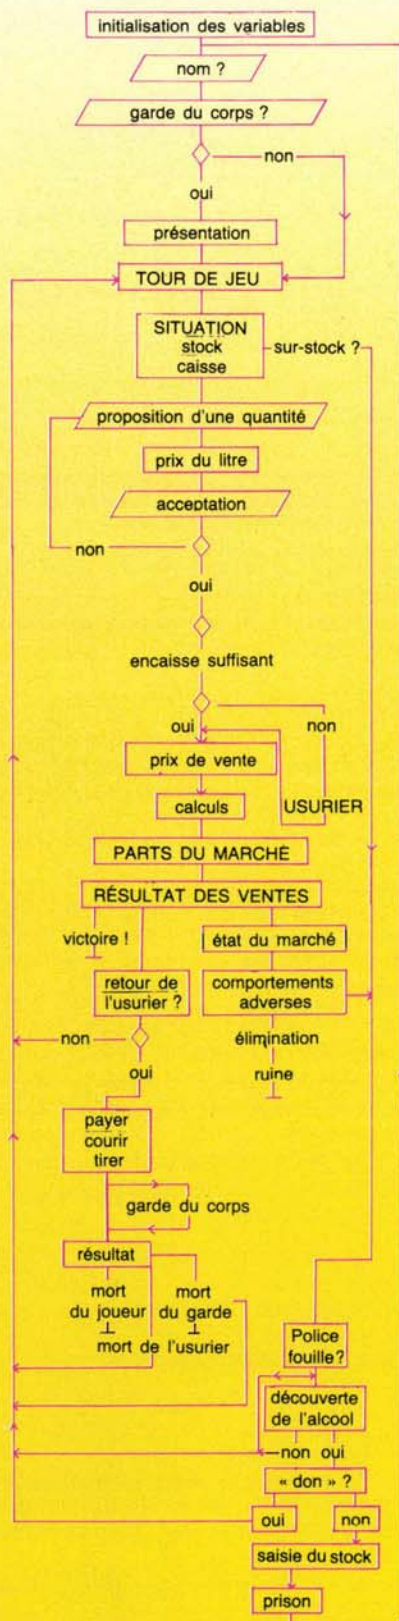 initialisation des variables
nom ?
garde du corps ?
non
oui
présentation
TOUR DE JEU
SITUATION
stock
caisse
sur-stock ?
proposition d'une quantité
prix du litre
acceptation
non
oui
encaisse suffisant
oui
non
prix de vente
calculs
USURIER
PARTS DU MARCHÉ
RÉSULTAT DES VENTES
victoire !
état du marché
retour de
l'usurier ?
comportements
adverses
non
oui
élimination
ruine
payer
courir
tirer
garde du corps
résultat
mort
du joueur
mort
du garde
mort de l'usurier
Police
fouille?
découverte
de l'alcool
non oui
« don » ?
oui
non
saisie du stock
prison